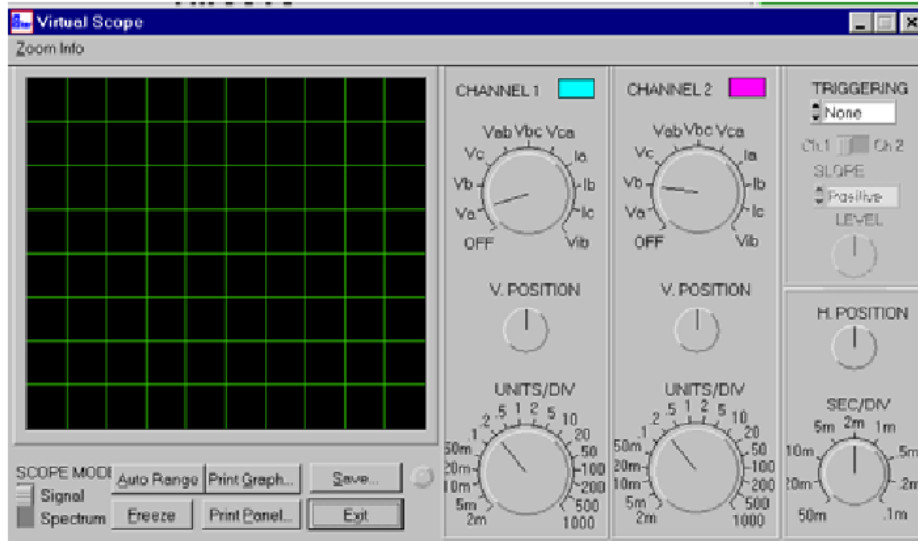 Virtual Scope
Zoom Info
CHANNEL 1
Vab Vbc Vca
Vc Ia
Vb Ib
Va Ic
OFF Vib
V. POSITION
UNITS/DIV
.5 1 2 5
.2 10
.1 20
50m 50
20m 100
10m 200
5m 500
2m 1000
CHANNEL 2
Vab Vbc Vca
Vc Ia
Vb Ib
Va Ic
OFF Vib
V. POSITION
UNITS/DIV
.5 1 2 5
.2 10
.1 20
50m 50
20m 100
10m 200
5m 500
2m 1000
TRIGGERING
None
Ch1 Ch 2
SLOPE
Positive
LEVEL
H. POSITION
SEC/DIV
5m 2m 1m
10m .5m
20m .2m
50m .1m
SCOPE MODE
Signal
Spectrum
Auto Range Print Graph... Save...
Freeze Print Panel... Exit